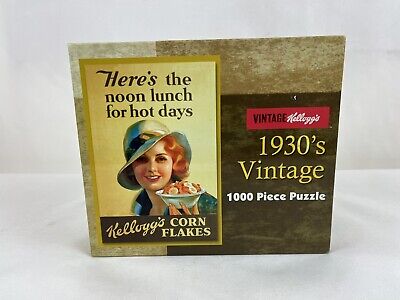 Here's the
noon lunch
for hot days
Kellogg's CORN
FLAKES
VINTAGE Kellogg's
1930's
Vintage
1000 Piece Puzzle